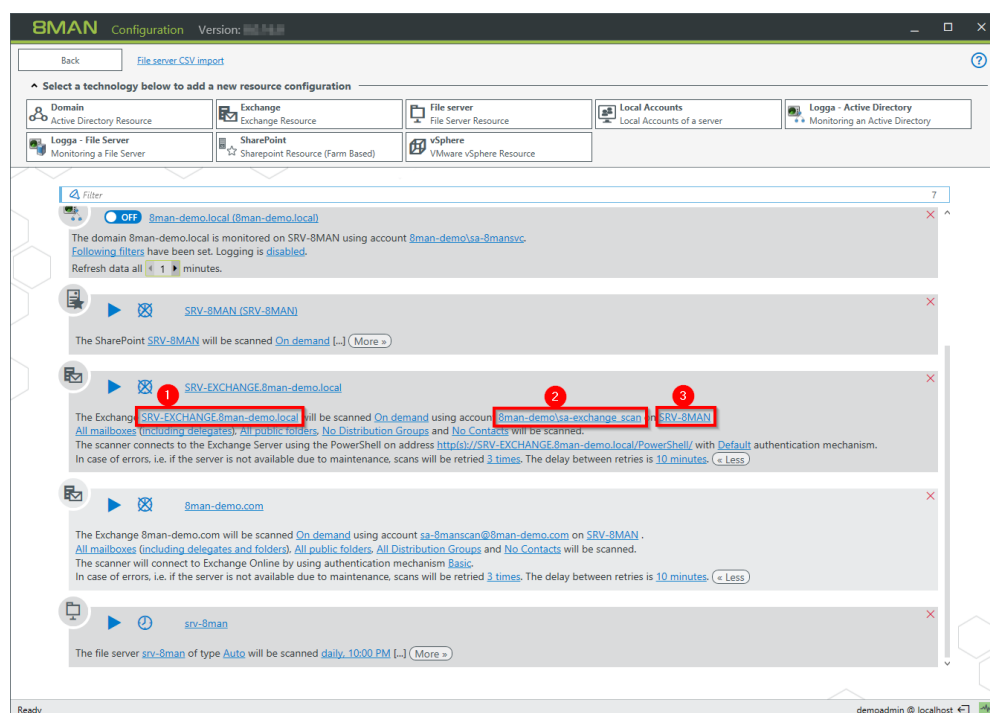 8MAN Configuration Version:
Back File server CSV import
Select a technology below to add a new resource configuration
Domain
Active Directory Resource
Exchange
Exchange Resource
File server
File Server Resource
Local Accounts
Local Accounts of a server
Logga - Active Directory
Monitoring an Active Directory
Logga - File Server
Monitoring a File Server
SharePoint
Sharepoint Resource (Farm Based)
vSphere
VMware vSphere Resource
Filter 7
OFF 8man-demo.local (8man-demo.local)
The domain 8man-demo.local is monitored on SRV-8MAN using account 8man-demo\sa-8mansvc.
Following filters have been set. Logging is disabled.
Refresh data all 1 minutes.
SRV-8MAN (SRV-8MAN)
The SharePoint SRV-8MAN will be scanned On demand [...] More »
SRV-EXCHANGE.8man-demo.local
1 2 3
The Exchange SRV-EXCHANGE.8man-demo.local will be scanned On demand using account 8man-demo\sa-exchange_scan on SRV-8MAN
All mailboxes (including delegates), All public folders, No Distribution Groups and No Contacts will be scanned.
The scanner connects to the Exchange Server using the PowerShell on address http(s)://SRV-EXCHANGE.8man-demo.local/PowerShell/ with Default authentication mechanism.
In case of errors, i.e. if the server is not available due to maintenance, scans will be retried 3 times. The delay between retries is 10 minutes. « Less
8man-demo.com
The Exchange 8man-demo.com will be scanned On demand using account sa-8manscan@8man-demo.com on SRV-8MAN .
All mailboxes (including delegates and folders), All public folders, All Distribution Groups and No Contacts will be scanned.
The scanner will connect to Exchange Online by using authentication mechanism Basic.
In case of errors, i.e. if the server is not available due to maintenance, scans will be retried 3 times. The delay between retries is 10 minutes. « Less
srv-8man
The file server srv-8man of type Auto will be scanned daily, 10:00 PM [...] More »
Ready demoadmin @ localhost